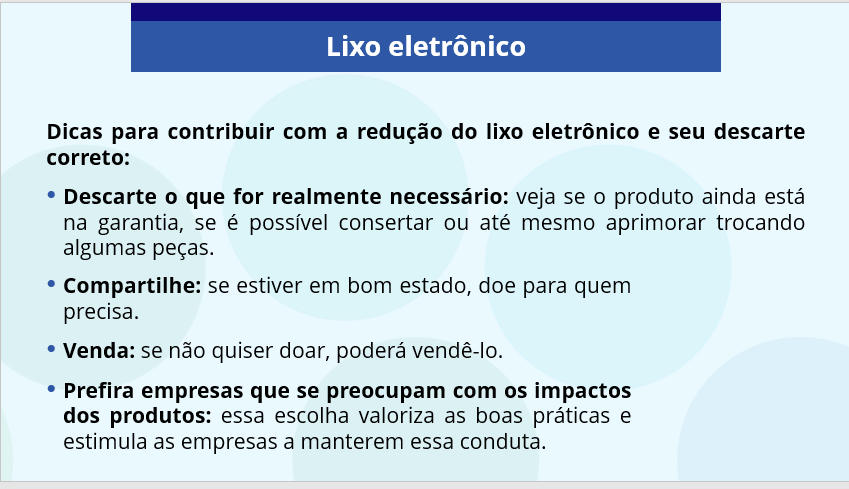 Lixo eletrônico
Dicas para contribuir com a redução do lixo eletrônico e seu descarte
correto:
• Descarte o que for realmente necessário: veja se o produto ainda está
na garantia, se é possível consertar ou até mesmo aprimorar trocando
algumas peças.
• Compartilhe: se estiver em bom estado, doe para quem
precisa.
• Venda: se não quiser doar, poderá vendê-lo.
• Prefira empresas que se preocupam com os impactos
dos produtos: essa escolha valoriza as boas práticas e
estimula as empresas a manterem essa conduta.